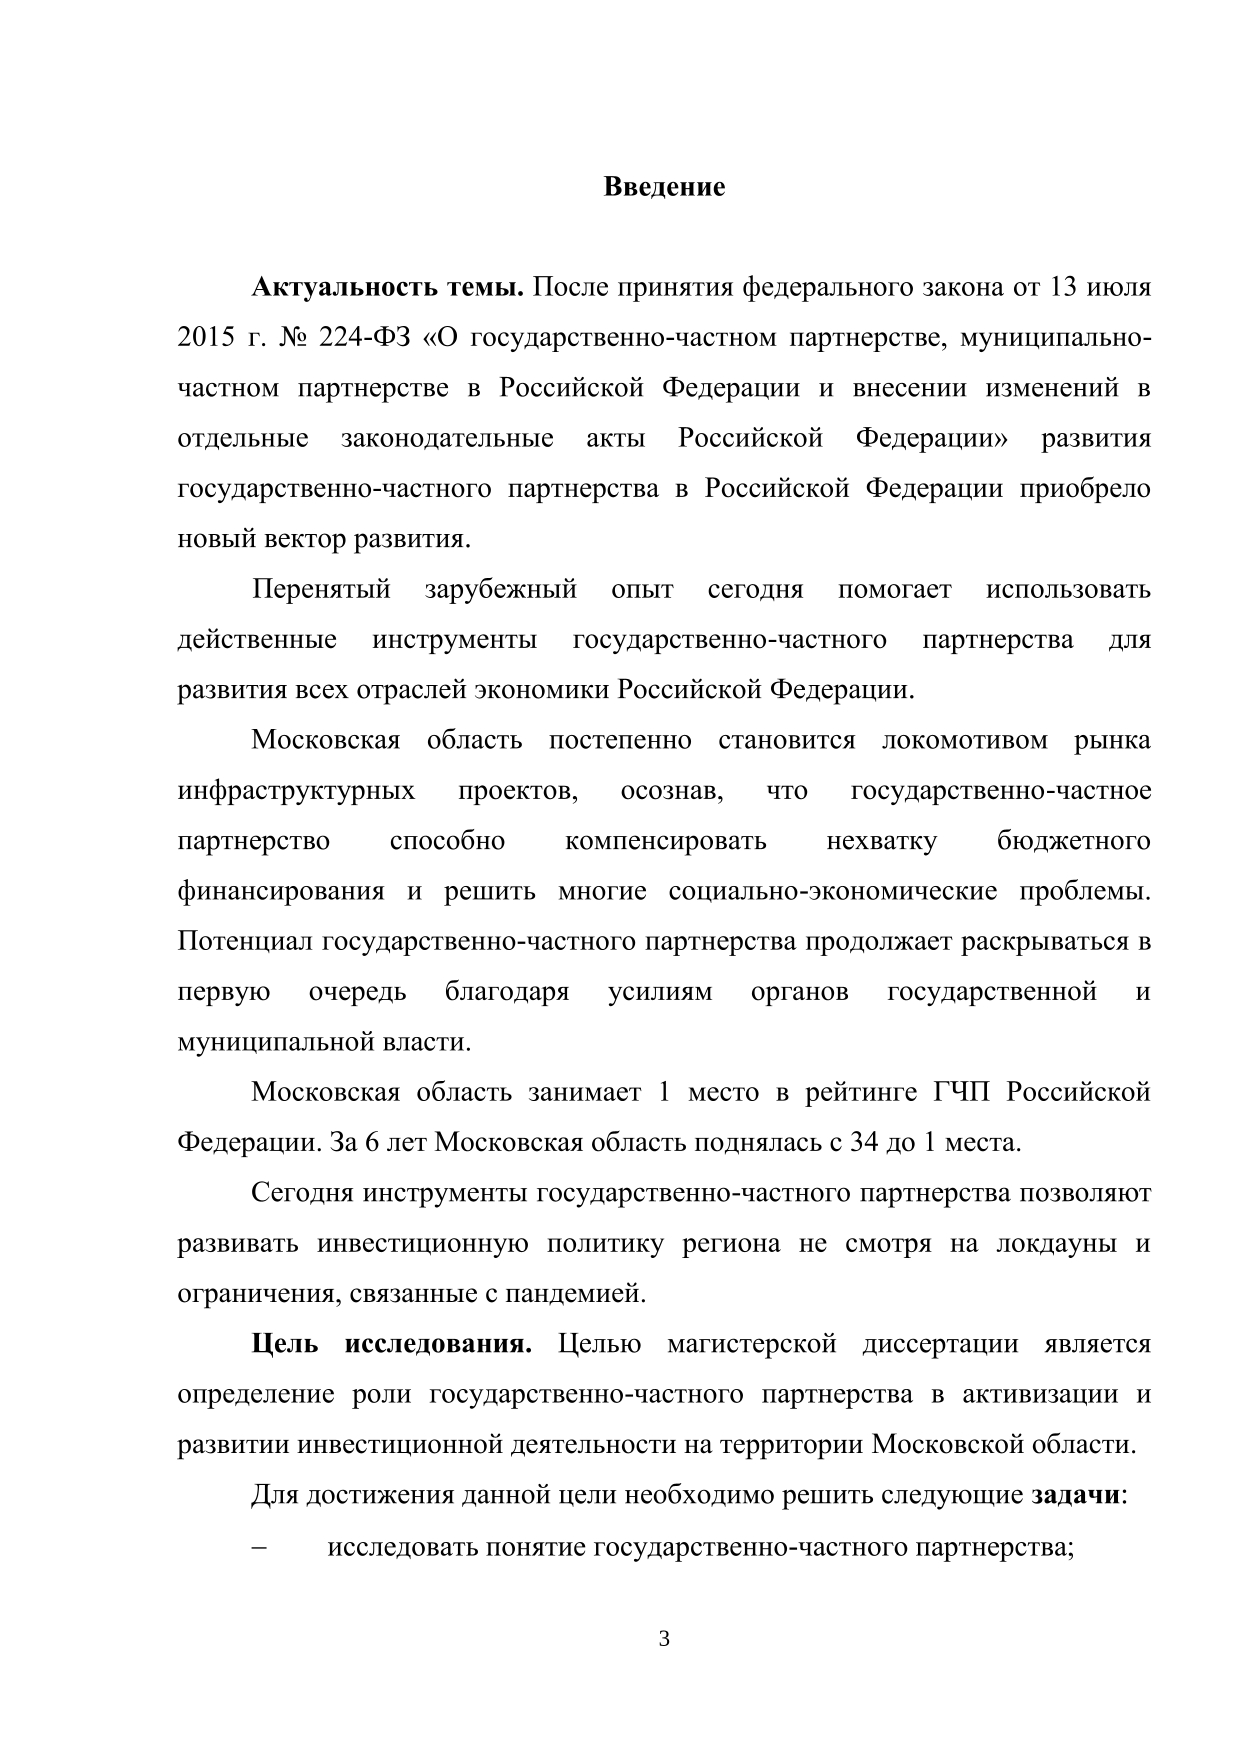 Введение
Актуальность темы. После принятия федерального закона от 13 июля
2015 г. № 224-ФЗ «О государственно-частном партнерстве, муниципально-
частном партнерстве в Российской Федерации и внесении изменений в
отдельные законодательные акты Российской Федерации» развития
государственно-частного партнерства в Российской Федерации приобрело
новый вектор развития.
Перенятый зарубежный опыт сегодня помогает использовать
действенные инструменты государственно-частного партнерства для
развития всех отраслей экономики Российской Федерации.
Московская область постепенно становится локомотивом рынка
инфраструктурных проектов, осознав, что государственно-частное
партнерство способно компенсировать нехватку бюджетного
финансирования и решить многие социально-экономические проблемы.
Потенциал государственно-частного партнерства продолжает раскрываться в
первую очередь благодаря усилиям органов государственной и
муниципальной власти.
Московская область занимает 1 место в рейтинге ГЧП Российской
Федерации. За 6 лет Московская область поднялась с 34 до 1 места.
Сегодня инструменты государственно-частного партнерства позволяют
развивать инвестиционную политику региона не смотря на локдауны и
ограничения, связанные с пандемией.
Цель исследования. Целью магистерской диссертации является
определение роли государственно-частного партнерства в активизации и
развитии инвестиционной деятельности на территории Московской области.
Для достижения данной цели необходимо решить следующие задачи:
– исследовать понятие государственно-частного партнерства;
3